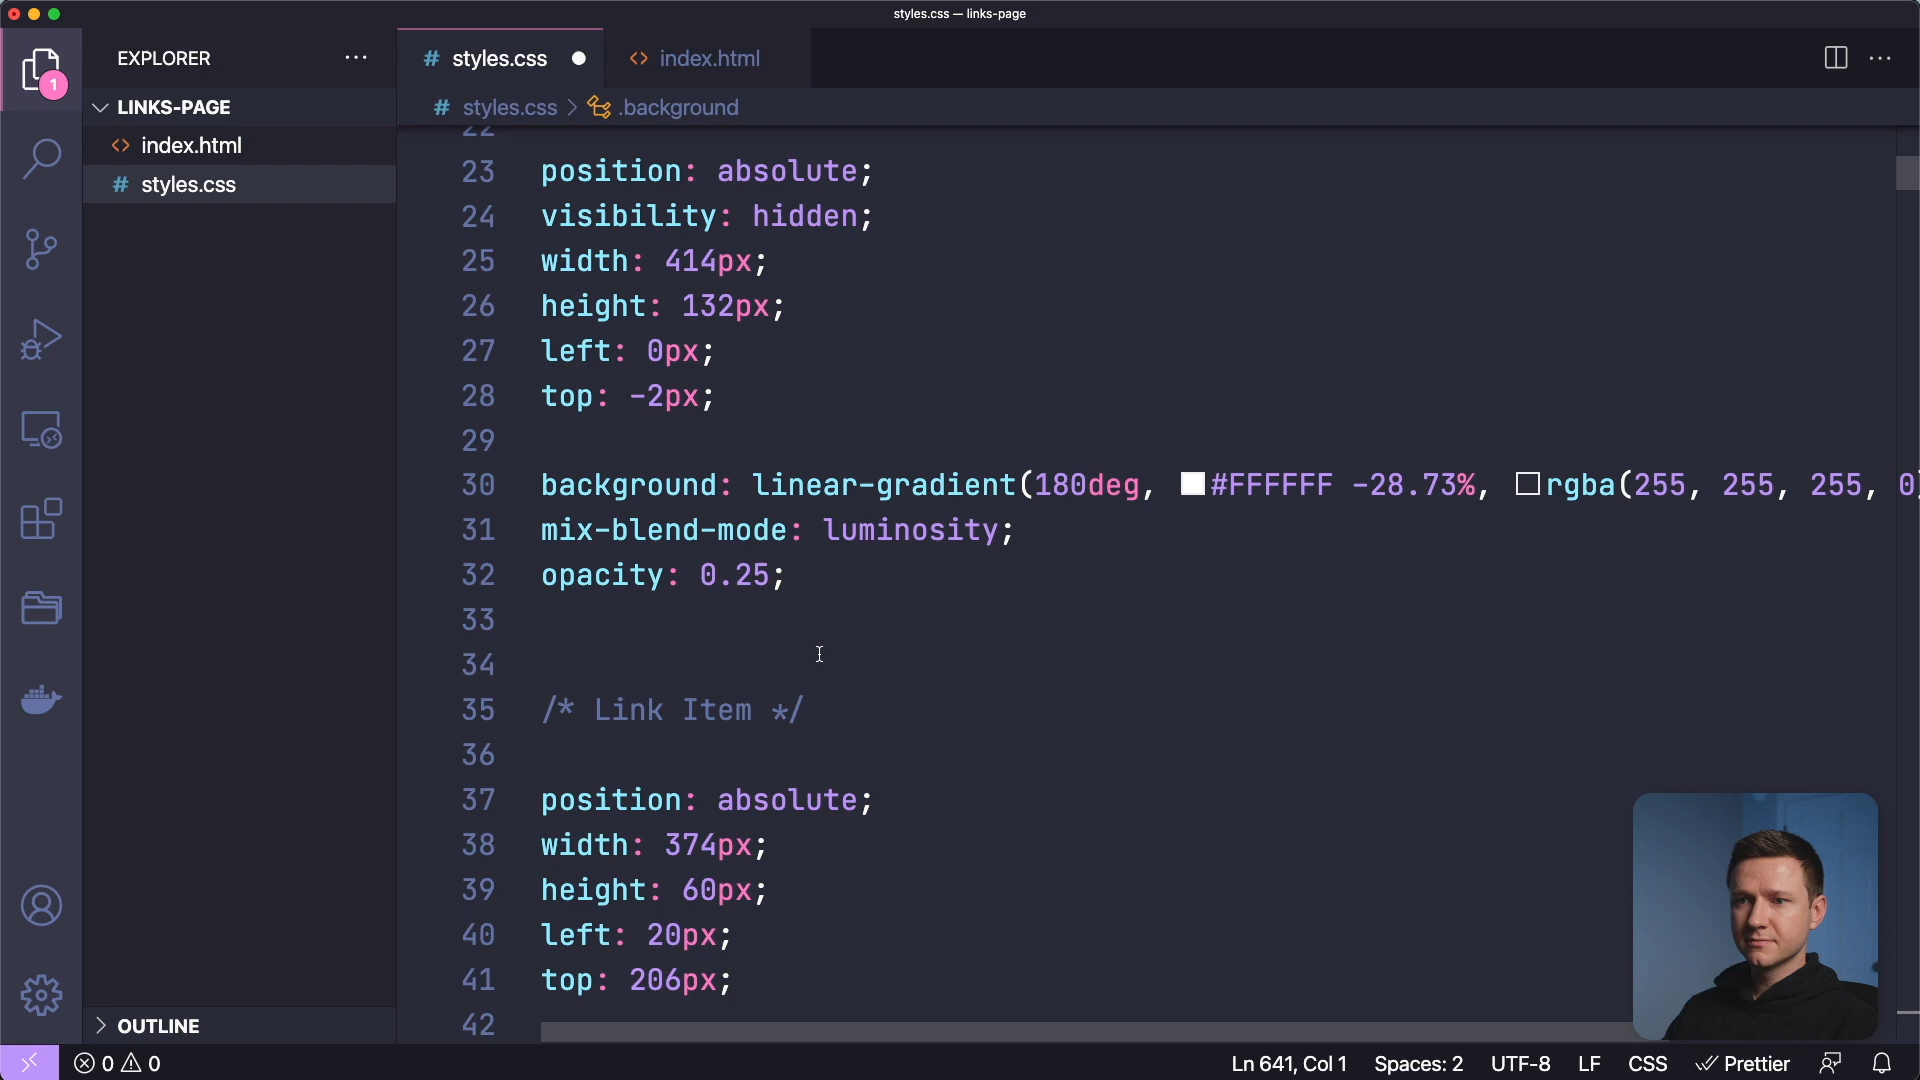 styles.css — links-page
EXPLORER
styles.css
index.html
LINKS-PAGE
styles.css > .background
index.html
styles.css
1
22
23 position: absolute;
24 visibility: hidden;
25 width: 414px;
26 height: 132px;
27 left: 0px;
28 top: -2px;
29
30 background: linear-gradient(180deg, #FFFFFF -28.73%, rgba(255, 255, 255, 0)
31 mix-blend-mode: luminosity;
32 opacity: 0.25;
33
34
35 /* Link Item */
36
37 position: absolute;
38 width: 374px;
39 height: 60px;
40 left: 20px;
41 top: 206px;
42
OUTLINE
0 0
Ln 641, Col 1
Spaces: 2
UTF-8
LF
CSS
Prettier